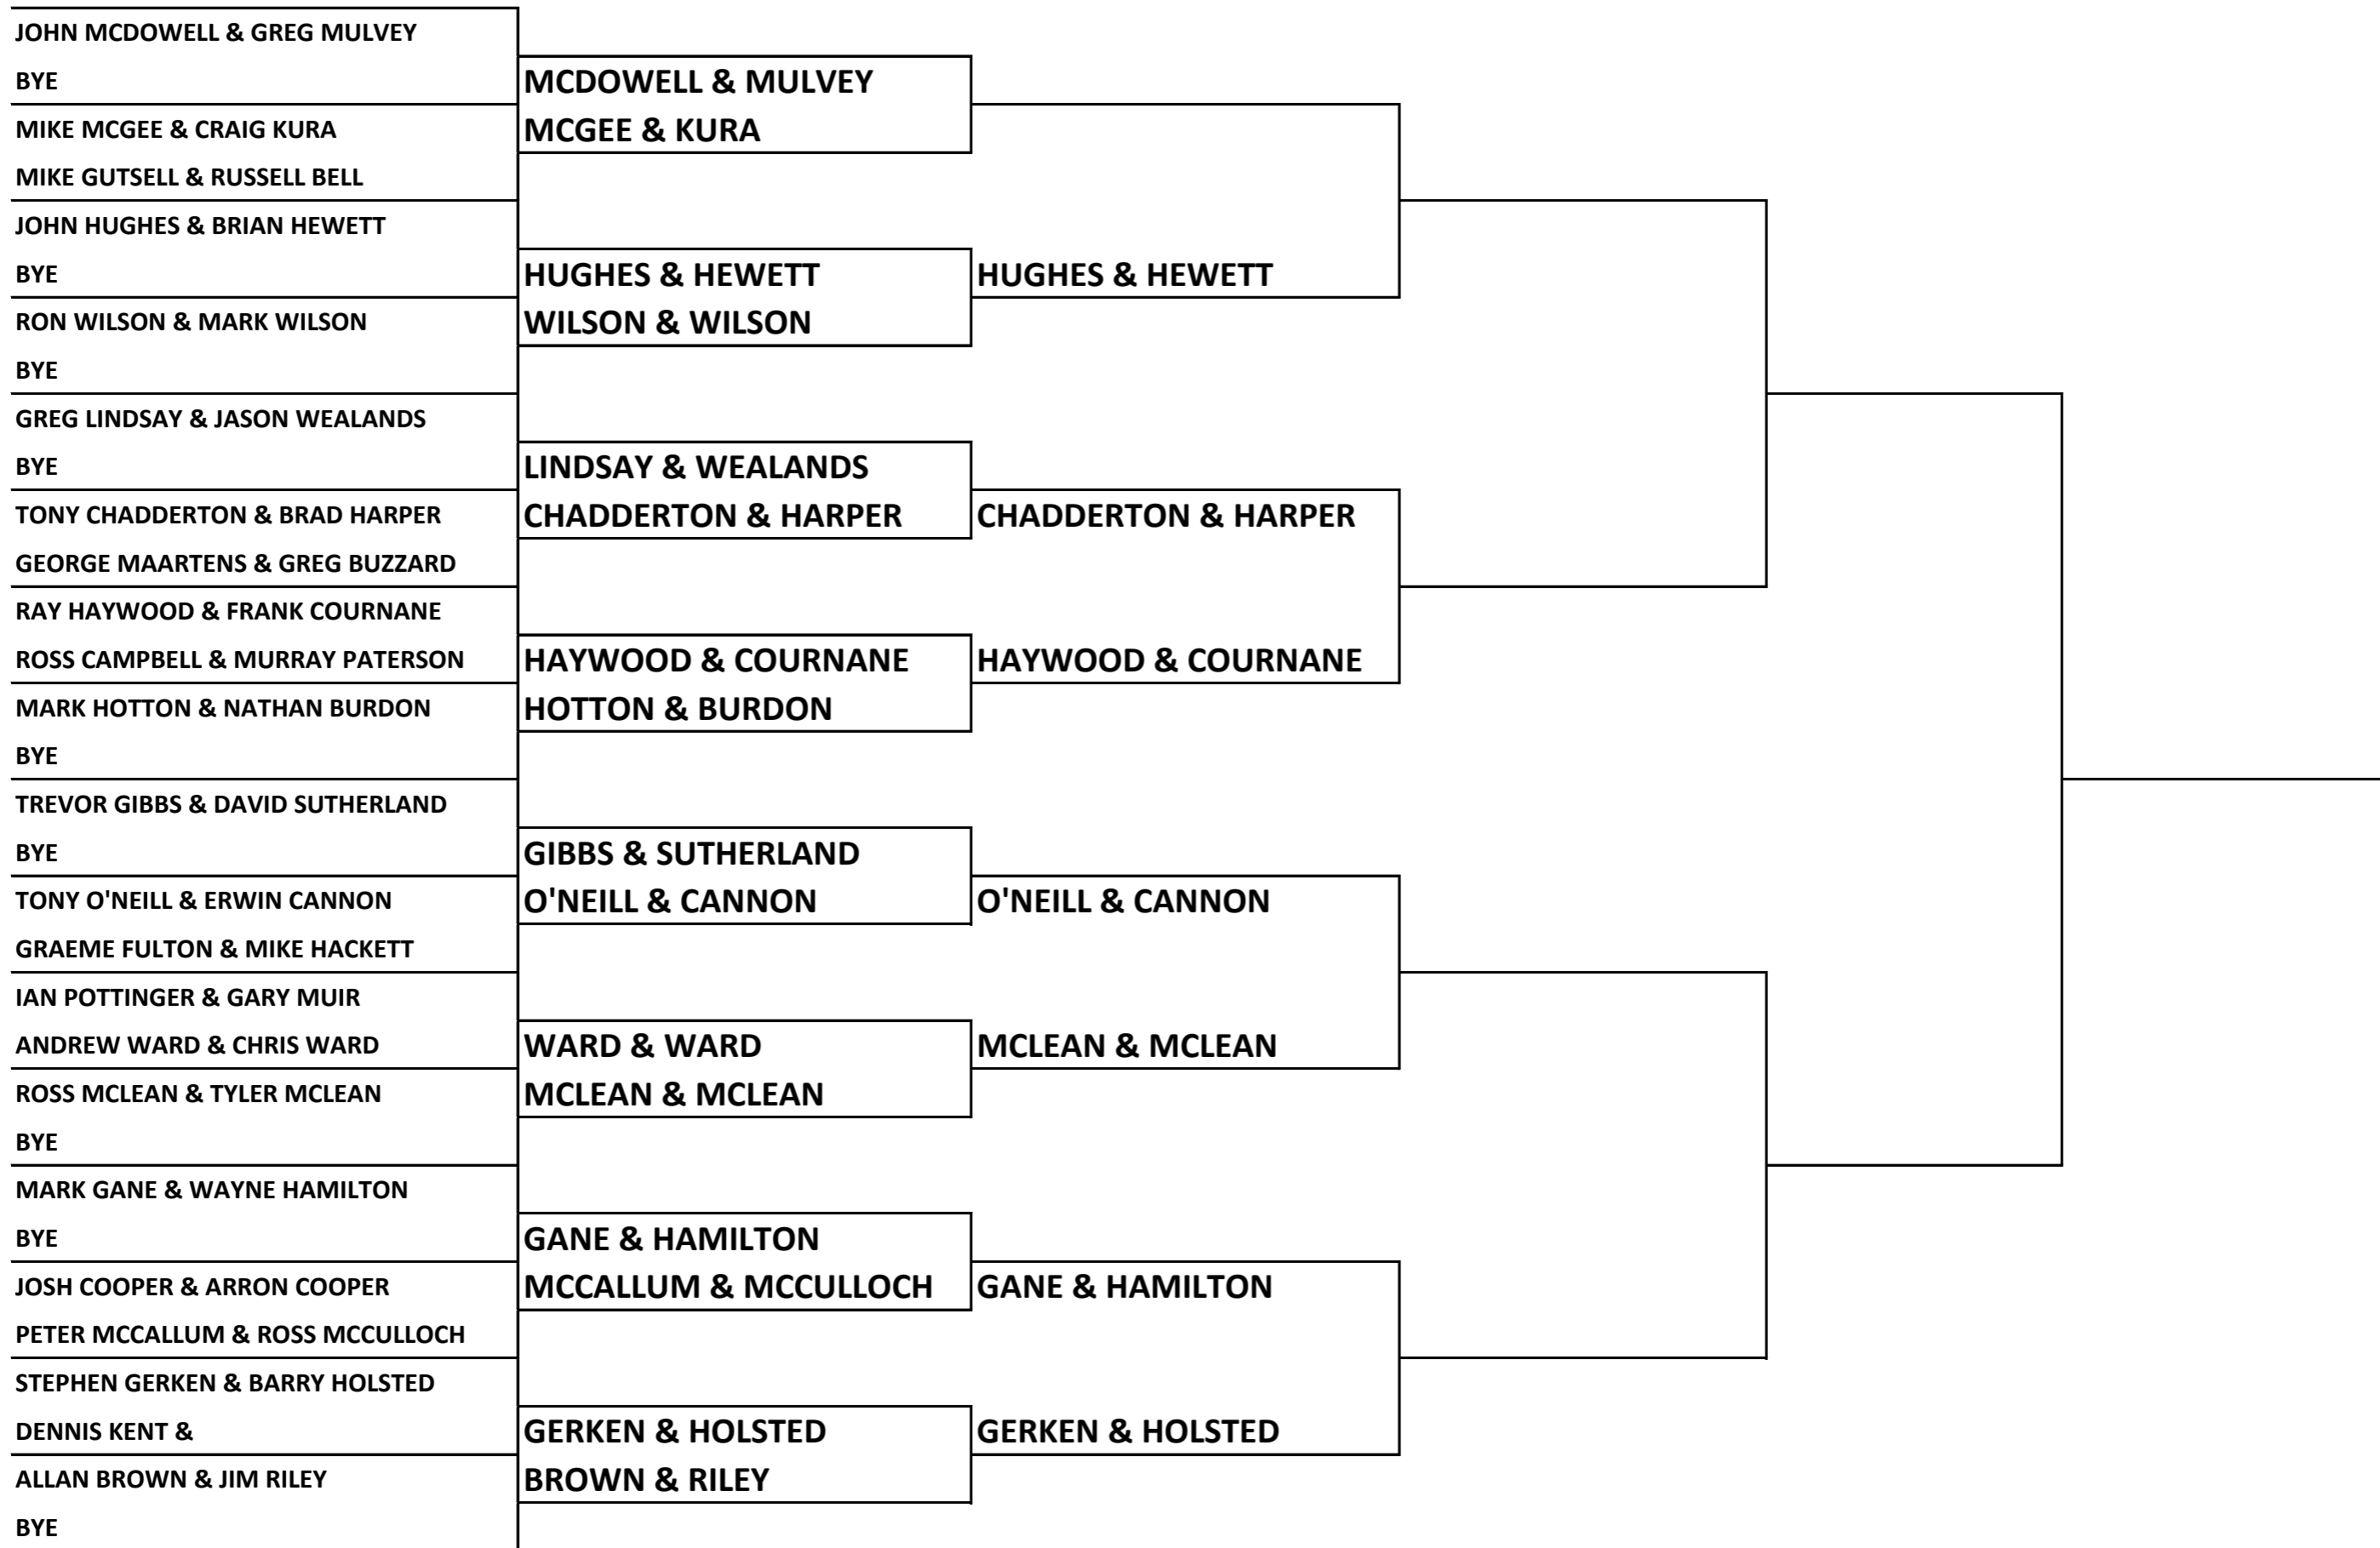 JOHN MCDOWELL & GREG MULVEY
BYE
MIKE MCGEE & CRAIG KURA
MIKE GUTSELL & RUSSELL BELL
JOHN HUGHES & BRIAN HEWETT
BYE
RON WILSON & MARK WILSON
BYE
GREG LINDSAY & JASON WEALANDS
BYE
TONY CHADDERTON & BRAD HARPER
GEORGE MAARTENS & GREG BUZZARD
RAY HAYWOOD & FRANK COURNANE
ROSS CAMPBELL & MURRAY PATERSON
MARK HOTTON & NATHAN BURDON
BYE
TREVOR GIBBS & DAVID SUTHERLAND
BYE
TONY O'NEILL & ERWIN CANNON
GRAEME FULTON & MIKE HACKETT
IAN POTTINGER & GARY MUIR
ANDREW WARD & CHRIS WARD
ROSS MCLEAN & TYLER MCLEAN
BYE
MARK GANE & WAYNE HAMILTON
BYE
JOSH COOPER & ARRON COOPER
PETER MCCALLUM & ROSS MCCULLOCH
STEPHEN GERKEN & BARRY HOLSTED
DENNIS KENT &
ALLAN BROWN & JIM RILEY
BYE
MCDOWELL & MULVEY
MCGEE & KURA
HUGHES & HEWETT
WILSON & WILSON
LINDSAY & WEALANDS
CHADDERTON & HARPER
HAYWOOD & COURNANE
HOTTON & BURDON
GIBBS & SUTHERLAND
O'NEILL & CANNON
WARD & WARD
MCLEAN & MCLEAN
GANE & HAMILTON
MCCALLUM & MCCULLOCH
GERKEN & HOLSTED
BROWN & RILEY
HUGHES & HEWETT
CHADDERTON & HARPER
HAYWOOD & COURNANE
O'NEILL & CANNON
MCLEAN & MCLEAN
GANE & HAMILTON
GERKEN & HOLSTED